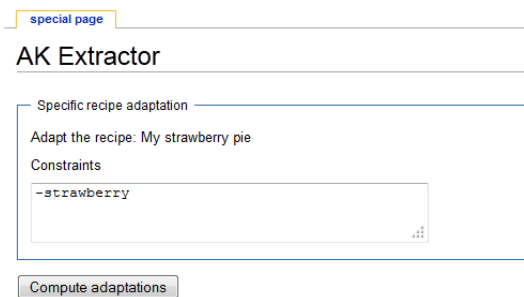 special page
AK Extractor
Specific recipe adaptation
Adapt the recipe: My strawberry pie
Constraints
-strawberry
Compute adaptations